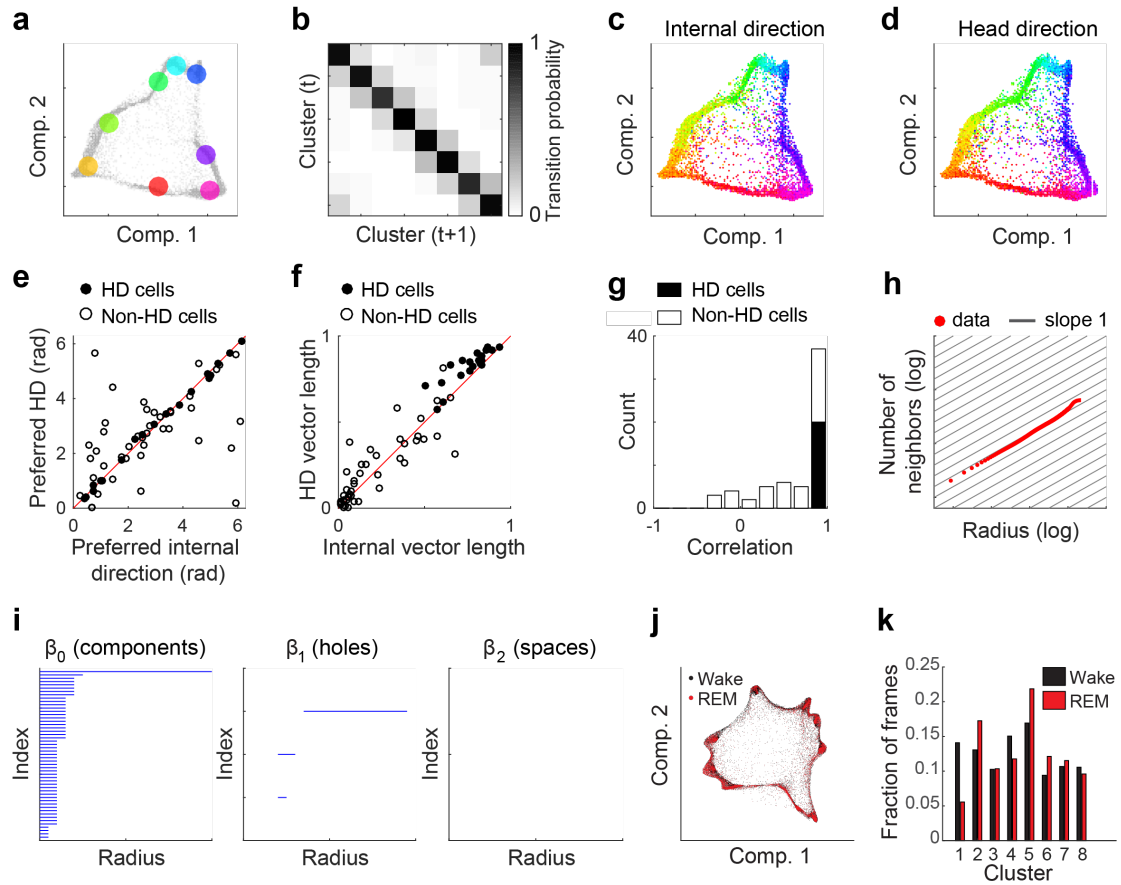 a
Comp. 2
Comp. 1
b
Cluster (t)
Cluster (t+1)
1
0
Transition probability
c
Internal direction
Comp. 2
Comp. 1
d
Head direction
Comp. 2
Comp. 1
e
HD cells
Non-HD cells
Preferred HD (rad)
6
4
2
0
0 2 4 6
Preferred internal
direction (rad)
f
HD cells
Non-HD cells
HD vector length
1
0
0 1
Internal vector length
g
HD cells
Non-HD cells
Count
40
0
-1 0 1
Correlation
h
data
slope 1
Number of
neighbors (log)
Radius (log)
i
β0 (components)
Index
Radius
β1 (holes)
Index
Radius
β2 (spaces)
Index
Radius
j
Wake
REM
Comp. 2
Comp. 1
k
Wake
REM
Fraction of frames
0.25
0.2
0.15
0.1
0.05
0
1 2 3 4 5 6 7 8
Cluster